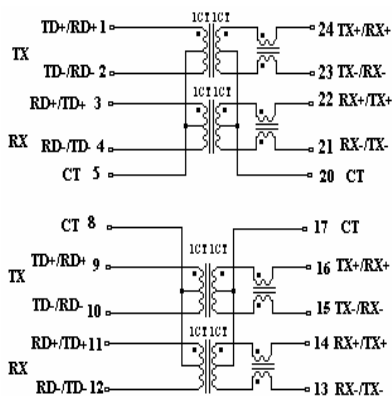 1CT 1CT
TD+/RD+ 1
24 TX+/RX+
TX
TD-/RD- 2
23 TX-/RX-
1CT 1CT
RD+/TD+ 3
22 RX+/TX+
RX
RD-/TD- 4
21 RX-/TX-
CT 5
20 CT
CT 8
17 CT
1CT 1CT
TD+/RD+ 9
16 TX+/RX+
TX
TD-/RD- 10
15 TX-/RX-
1CT 1CT
RD+/TD+ 11
14 RX+/TX+
RX
RD-/TD- 12
13 RX-/TX-